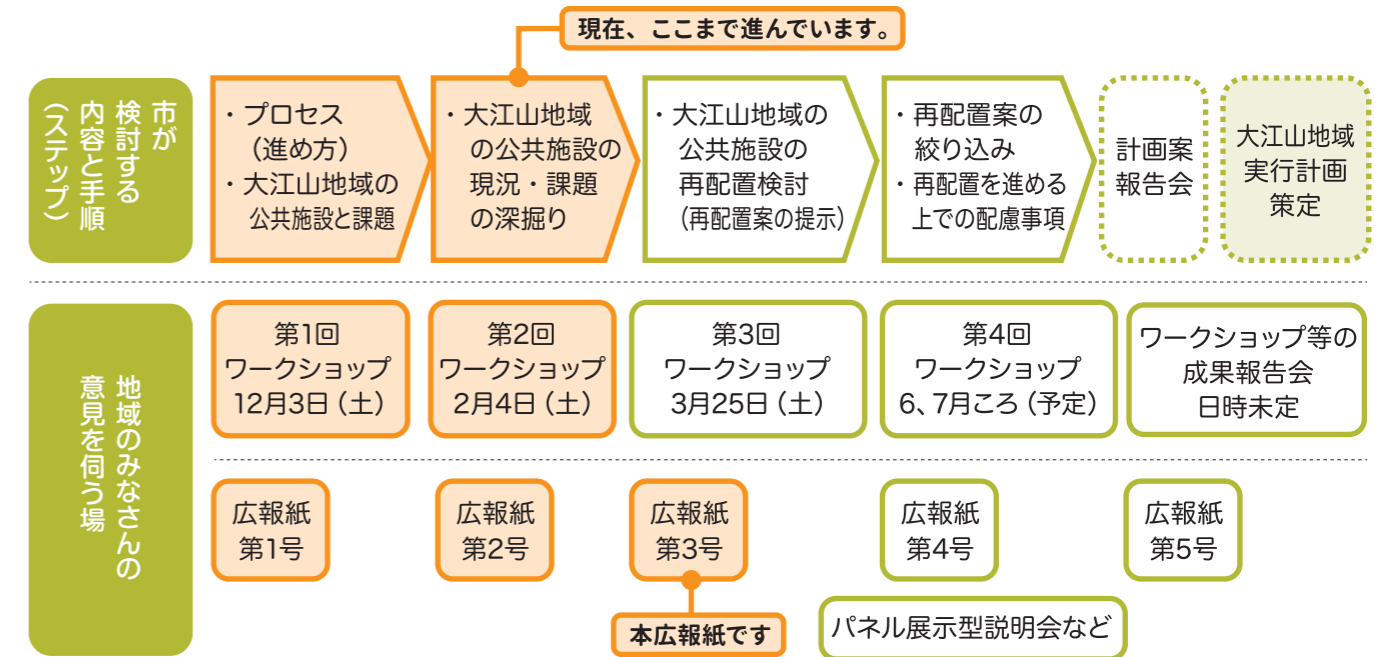 現在、ここまで進んでいます。
市が
検討する
内容と手順
（ステップ）
・プロセス
（進め方）
・大江山地域の
公共施設と課題
・大江山地域
の公共施設の
現況・課題
の深掘り
・大江山地域の
公共施設の
再配置検討
（再配置案の提示）
・再配置案の
絞り込み
・再配置を進める
上での配慮事項
計画案
報告会
大江山地域
実行計画
策定
地域のみなさんの
意見を伺う場
第1回
ワークショップ
12月3日（土）
第2回
ワークショップ
2月4日（土）
第3回
ワークショップ
3月25日（土）
第4回
ワークショップ
6、7月ころ（予定）
ワークショップ等の
成果報告会
日時未定
広報紙
第1号
広報紙
第2号
広報紙
第3号
広報紙
第4号
広報紙
第5号
本広報紙です
パネル展示型説明会など